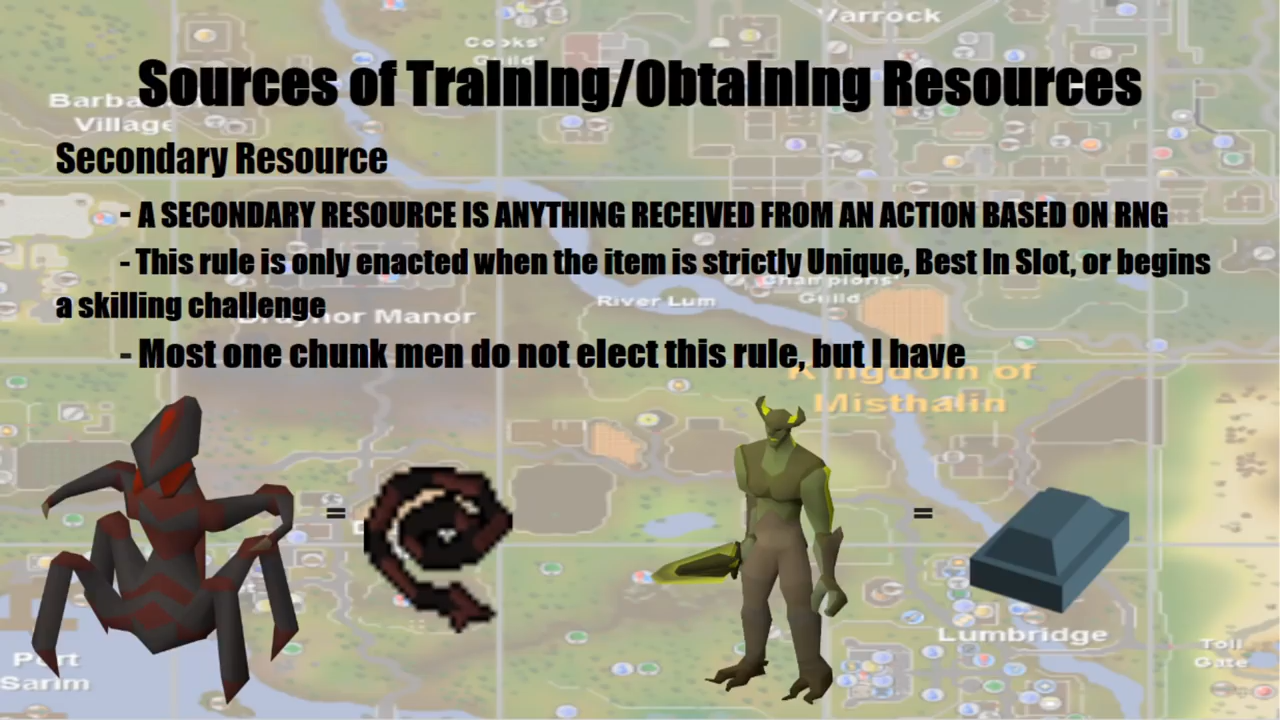 Varrock
Cooks'
Guild
Sources of Training/Obtaining Resources
Village
Secondary Resource
- A SECONDARY RESOURCE IS ANYTHING RECEIVED FROM AN ACTION BASED ON RNG
- This rule is only enacted when the item is strictly Unique, Best In Slot, or begins
a skilling challenge
Champions'
Guild
River Lum
Draynor Manor
- Most one chunk men do not elect this rule, but I have
Kingdom of
Misthalin
=
=
Lumbridge
Port
Sarim
Toll
Gate